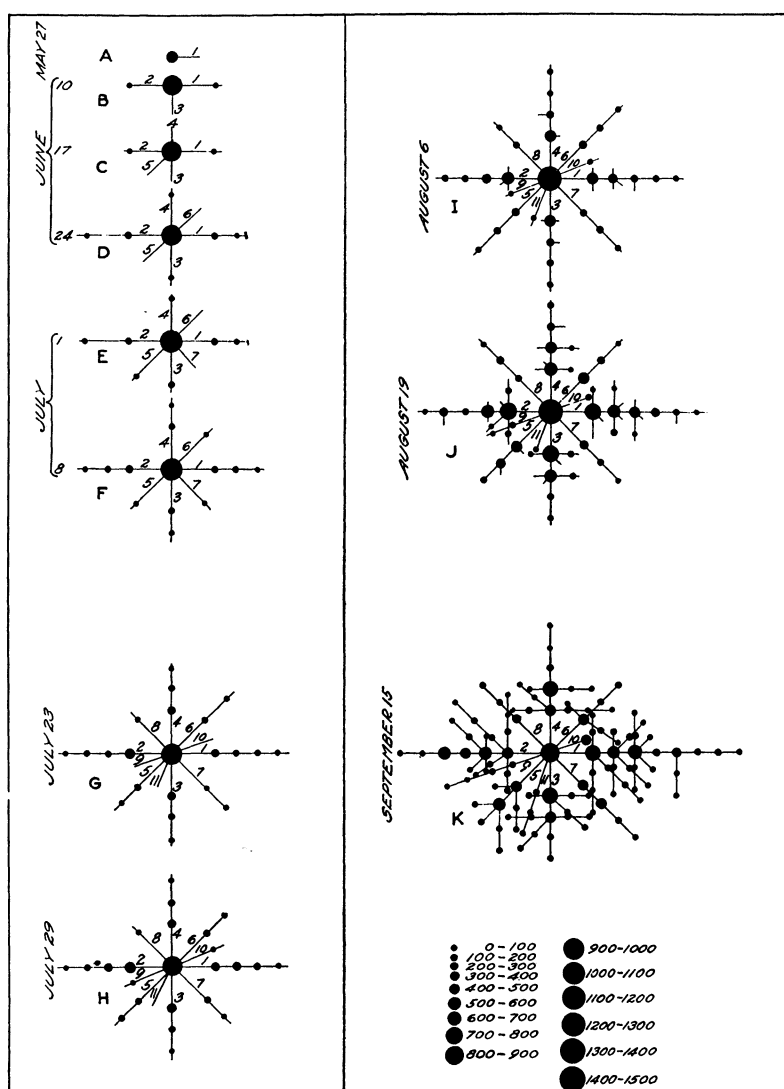 MAY 27
A
1
JUNE
10
2 1
B
3
17
4
2 1
C
5
3
24
4 6
2 1
D
5
3
JULY
1
4 6
2 1
E
5 7
3
8
4 6
2 1
F
5 7
3
JULY 23
8 4 6
10
2 1
9
G
5 11 3 7
JULY 29
8 4 6
10
2 1
9
H
5 11 3 7
AUGUST 6
8 4 6
10
2 1
9
I
5 11 3 7
AUGUST 19
8 4 6
10
2 1
9
J
5 11 3 7
SEPTEMBER 15
8 4 6
10
2 1
9
K
5 11 3 7
0-100
100-200
200-300
300-400
400-500
500-600
600-700
700-800
800-900
900-1000
1000-1100
1100-1200
1200-1300
1300-1400
1400-1500